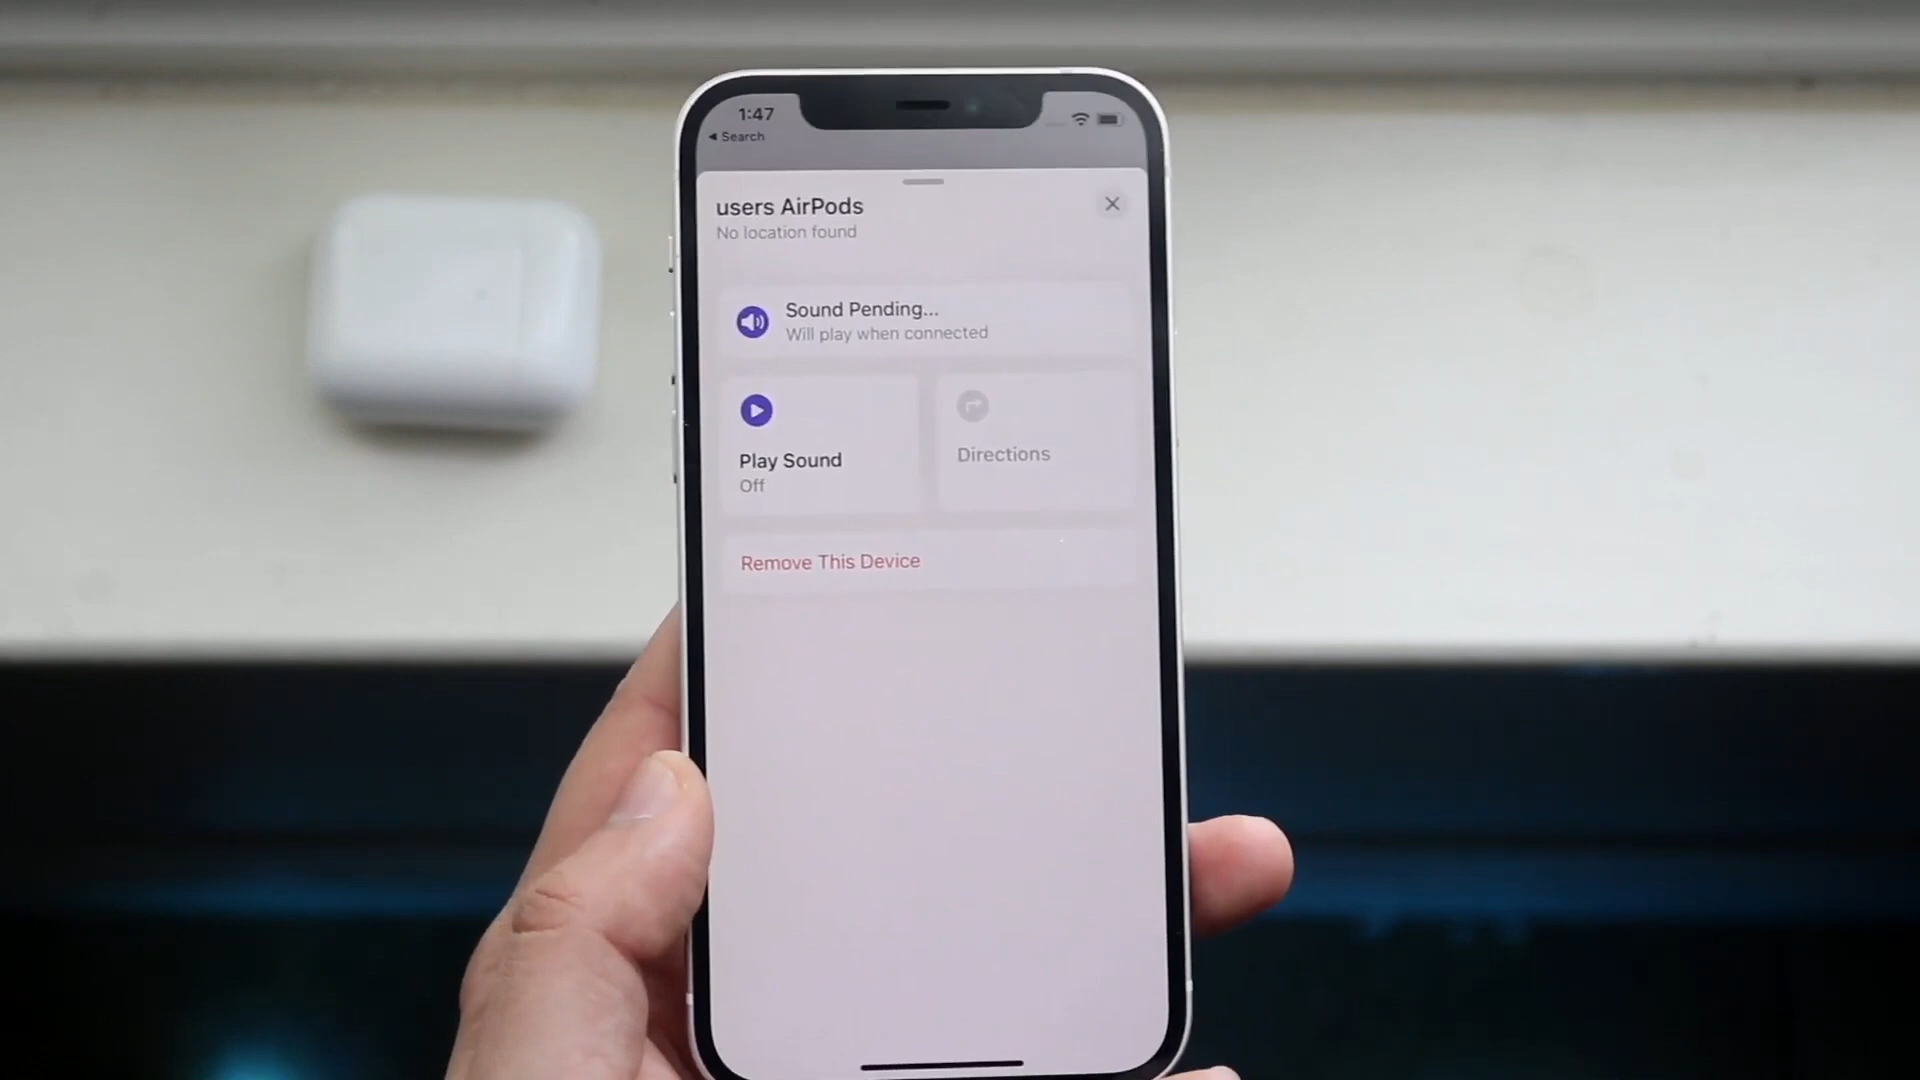 1:47
◀ Search
users AirPods
No location found
Sound Pending...
Will play when connected
Play Sound
Off
Directions
Remove This Device